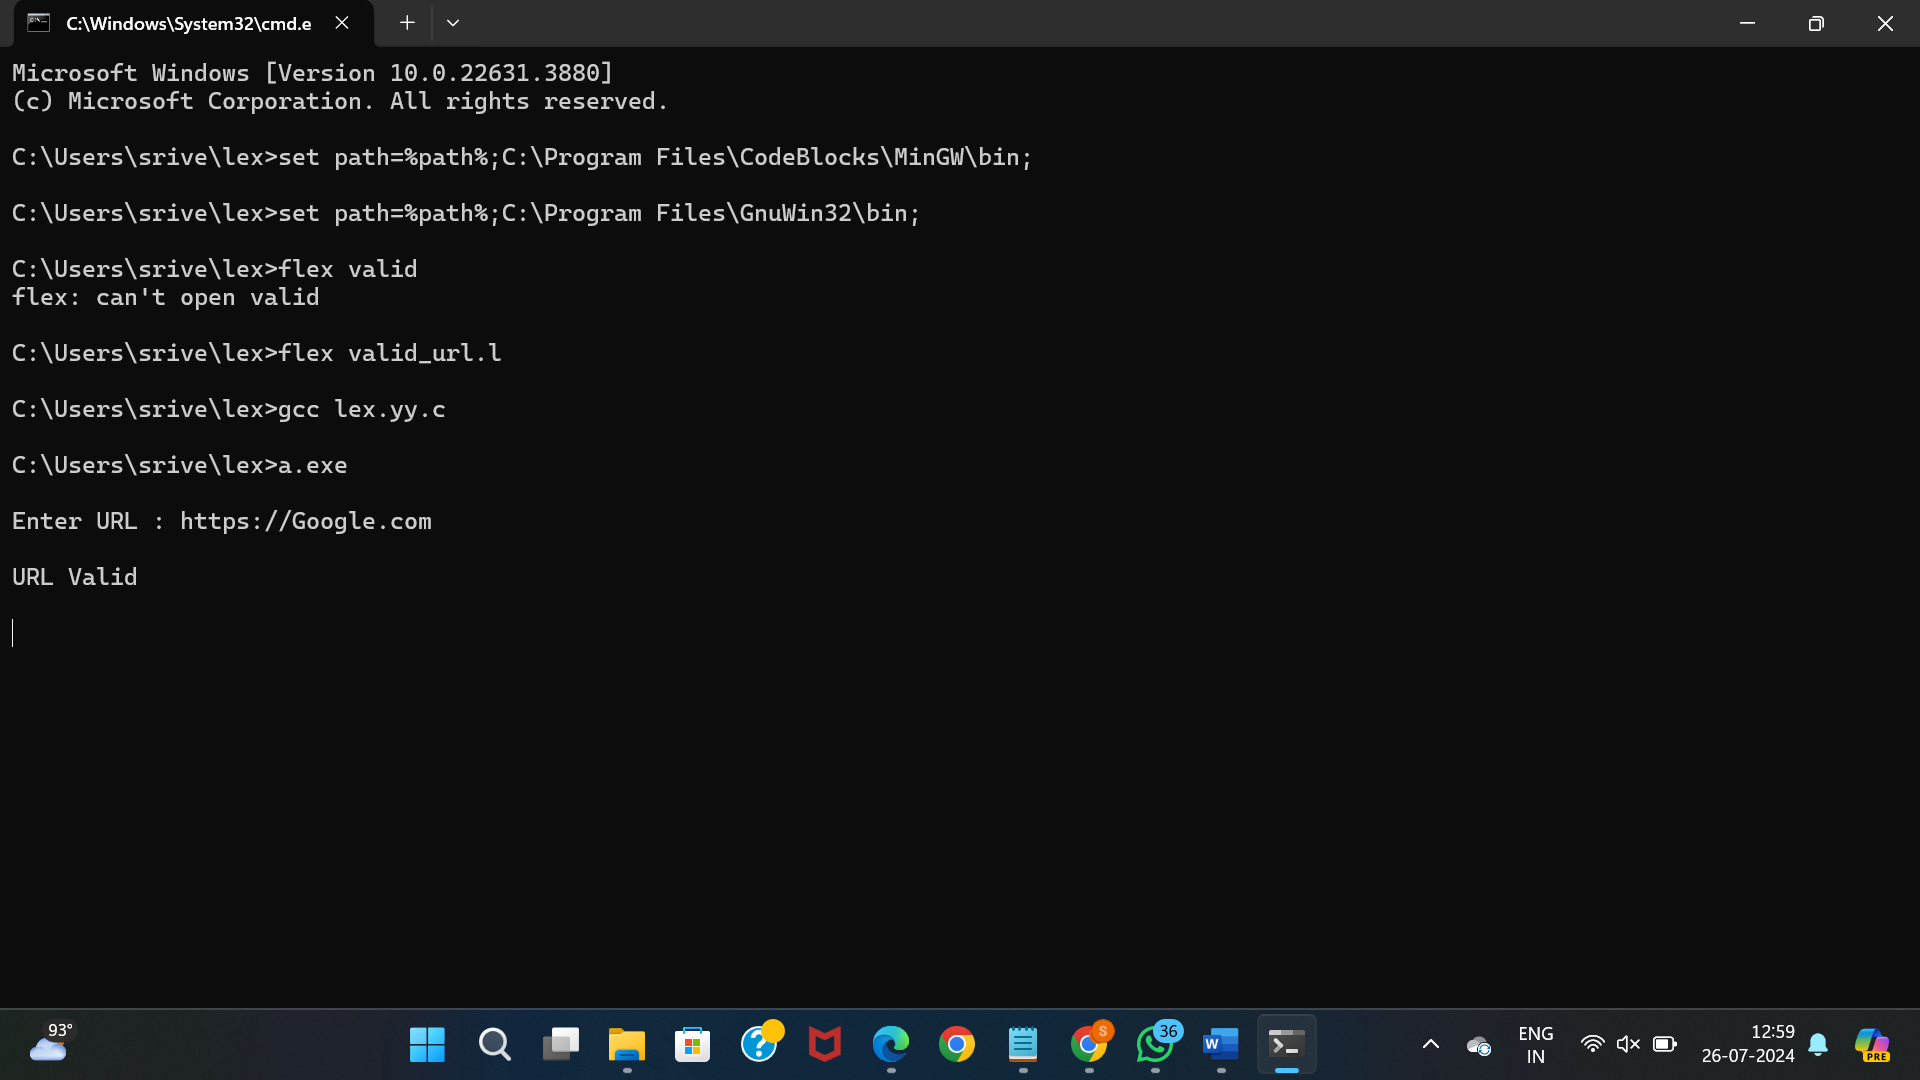 C:\Windows\System32\cmd.e
Microsoft Windows [Version 10.0.22631.3880]
(c) Microsoft Corporation. All rights reserved.
C:\Users\srive\lex>set path=%path%;C:\Program Files\CodeBlocks\MinGW\bin;
C:\Users\srive\lex>set path=%path%;C:\Program Files\GnuWin32\bin;
C:\Users\srive\lex>flex valid
flex: can't open valid
C:\Users\srive\lex>flex valid_url.l
C:\Users\srive\lex>gcc lex.yy.c
C:\Users\srive\lex>a.exe
Enter URL : https://Google.com
URL Valid
93°
S
36
W
ENG
IN
12:59
26-07-2024
PRE